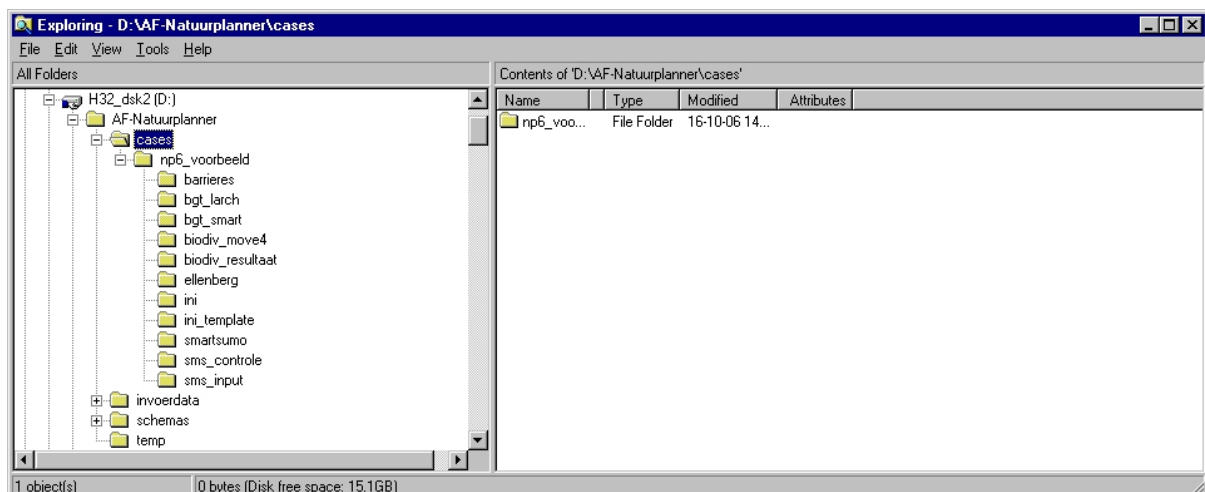 Exploring - D:\AF-Natuurplanner\cases
File Edit View Tools Help
All Folders
Contents of 'D:\AF-Natuurplanner\cases'
H32_dsk2 (D:)
AF-Natuurplanner
cases
np6_voorbeeld
barrieres
bgt_larch
bgt_smart
biodiv_move4
biodiv_resultaat
ellenberg
ini
ini_template
smartsumo
sms_controle
sms_input
invoerdata
schemas
temp
Name Type Modified Attributes
np6_voo... File Folder 16-10-06 14...
1 object(s) 0 bytes (Disk free space: 15,1GB)